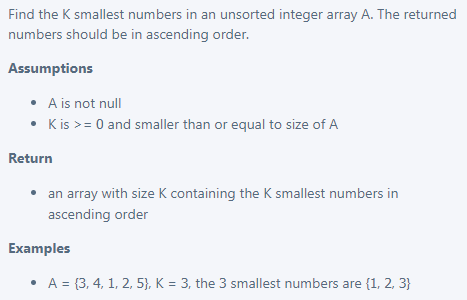 Find the K smallest numbers in an unsorted integer array A. The returned
numbers should be in ascending order.
Assumptions
• A is not null
• K is >= 0 and smaller than or equal to size of A
Return
• an array with size K containing the K smallest numbers in
ascending order
Examples
• A = {3, 4, 1, 2, 5}, K = 3, the 3 smallest numbers are {1, 2, 3}